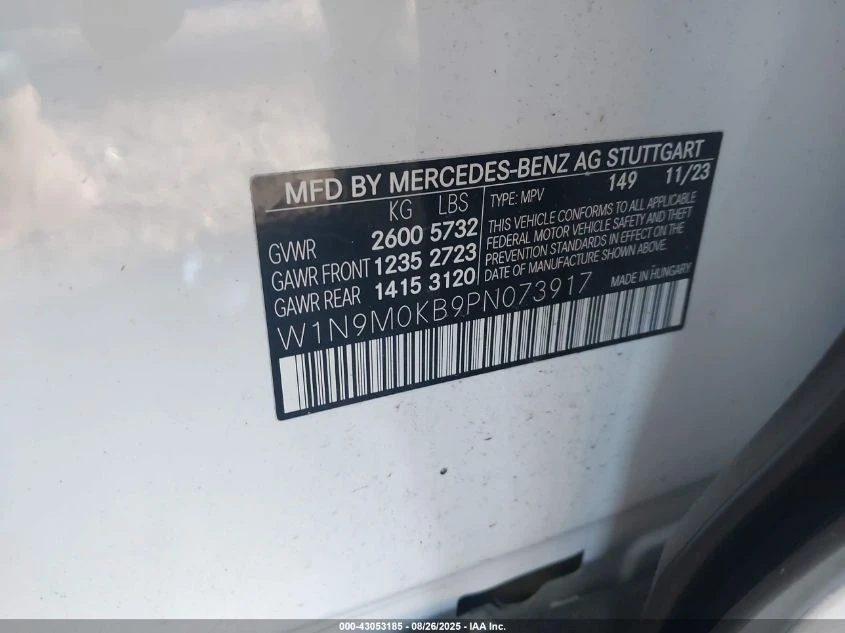 MFD BY MERCEDES-BENZ AG STUTTGART
KG LBS
GVWR 2600 5732
GAWR FRONT 1235 2723
GAWR REAR 1415 3120
TYPE: MPV 149 11/23
THIS VEHICLE CONFORMS TO ALL APPLICABLE
FEDERAL MOTOR VEHICLE SAFETY AND THEFT
PREVENTION STANDARDS IN EFFECT ON THE
DATE OF MANUFACTURE SHOWN ABOVE.
MADE IN HUNGARY
W1N9M0KB9PN073917
000-43053185 - 08/26/2025 - IAA Inc.